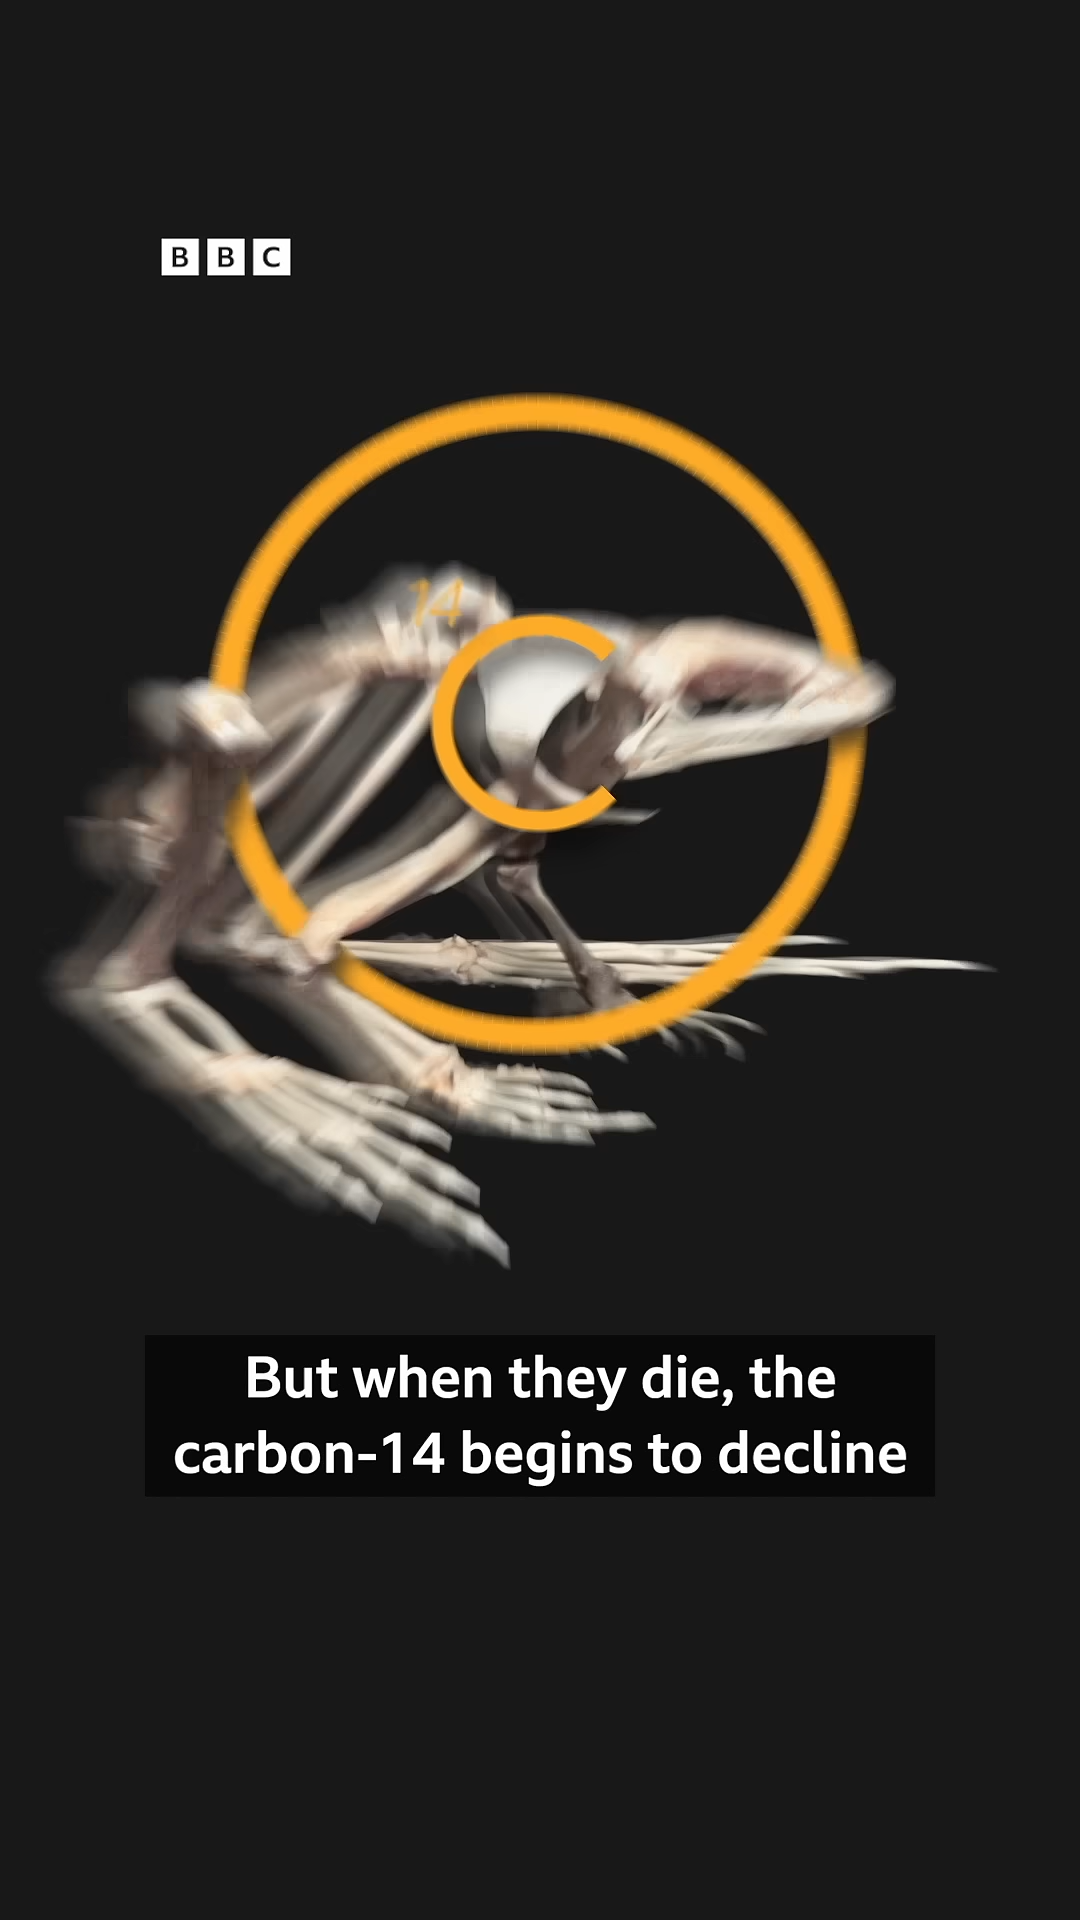 BBC
14
C
But when they die, the
carbon-14 begins to decline